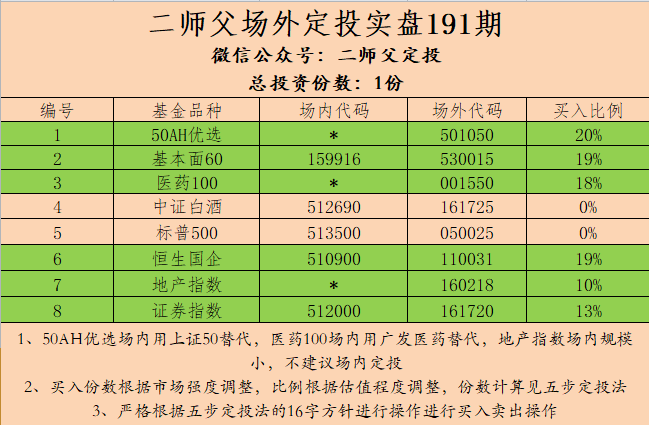 二师父场外定投实盘191期
微信公众号：二师父定投
总投资份数：1份
编号 基金品种 场内代码 场外代码 买入比例
1 50AH优选 * 501050 20%
2 基本面60 159916 530015 19%
3 医药100 * 001550 18%
4 中证白酒 512690 161725 0%
5 标普500 513500 050025 0%
6 恒生国企 510900 110031 19%
7 地产指数 * 160218 10%
8 证券指数 512000 161720 13%
1、50AH优选场内用上证50替代，医药100场内用广发医药替代，地产指数场内规模
小，不建议场内定投
2、买入份数根据市场强度调整，比例根据估值程度调整，份数计算见五步定投法
3、严格根据五步定投法的16字方针进行操作进行买入卖出操作